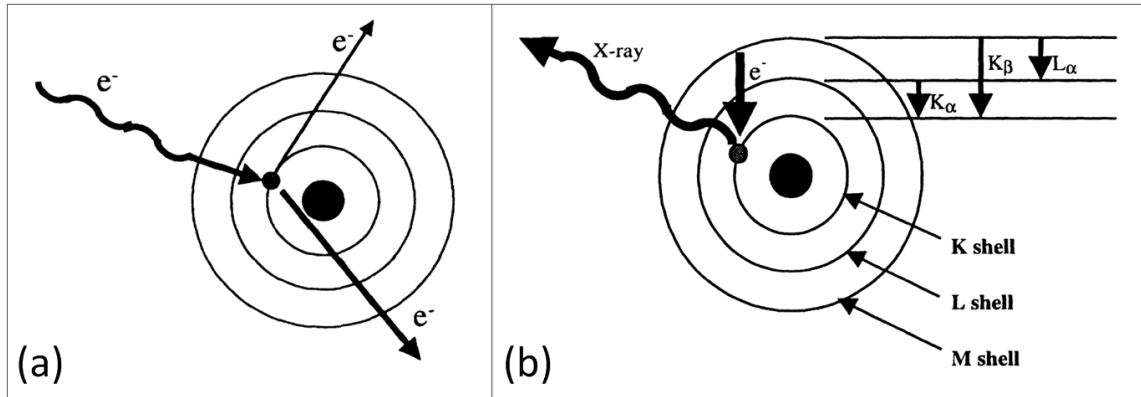 e⁻
e⁻
e⁻
(a)
X-ray
e⁻
Kβ
Lα
Kα
K shell
L shell
M shell
(b)